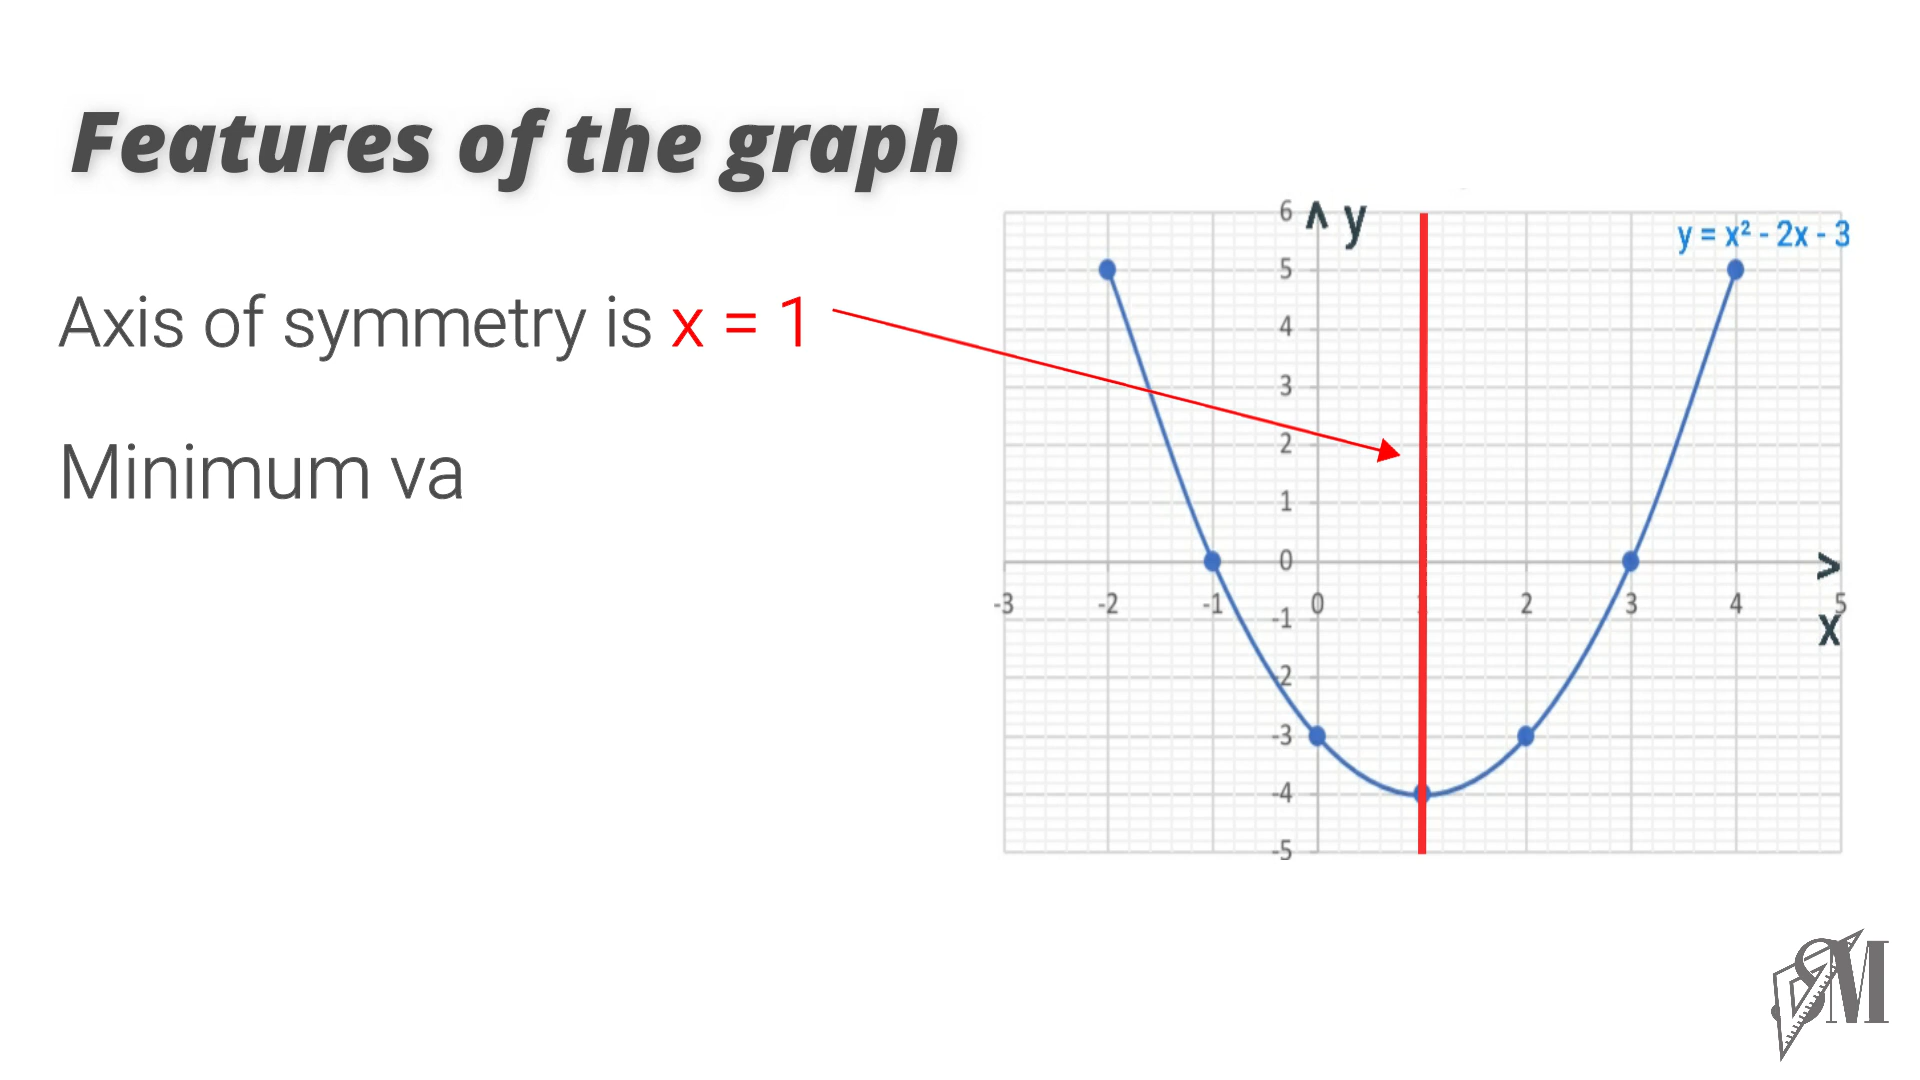 Features of the graph
Axis of symmetry is x = 1
Minimum va
y = x² - 2x - 3
y
6
5
4
3
2
1
0
-1
-2
-3
-4
-5
-3 -2 -1 0 2 3 4 5
x
SM